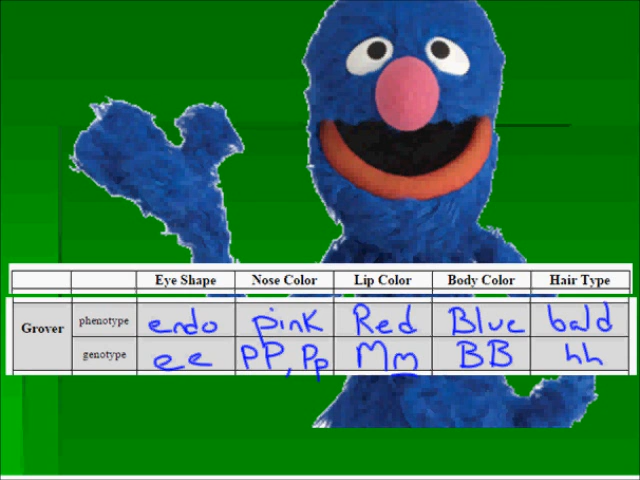 Eye Shape Nose Color Lip Color Body Color Hair Type
Grover phenotype endo pink Red Blue bald
genotype ee PP, Pp Mm BB hh